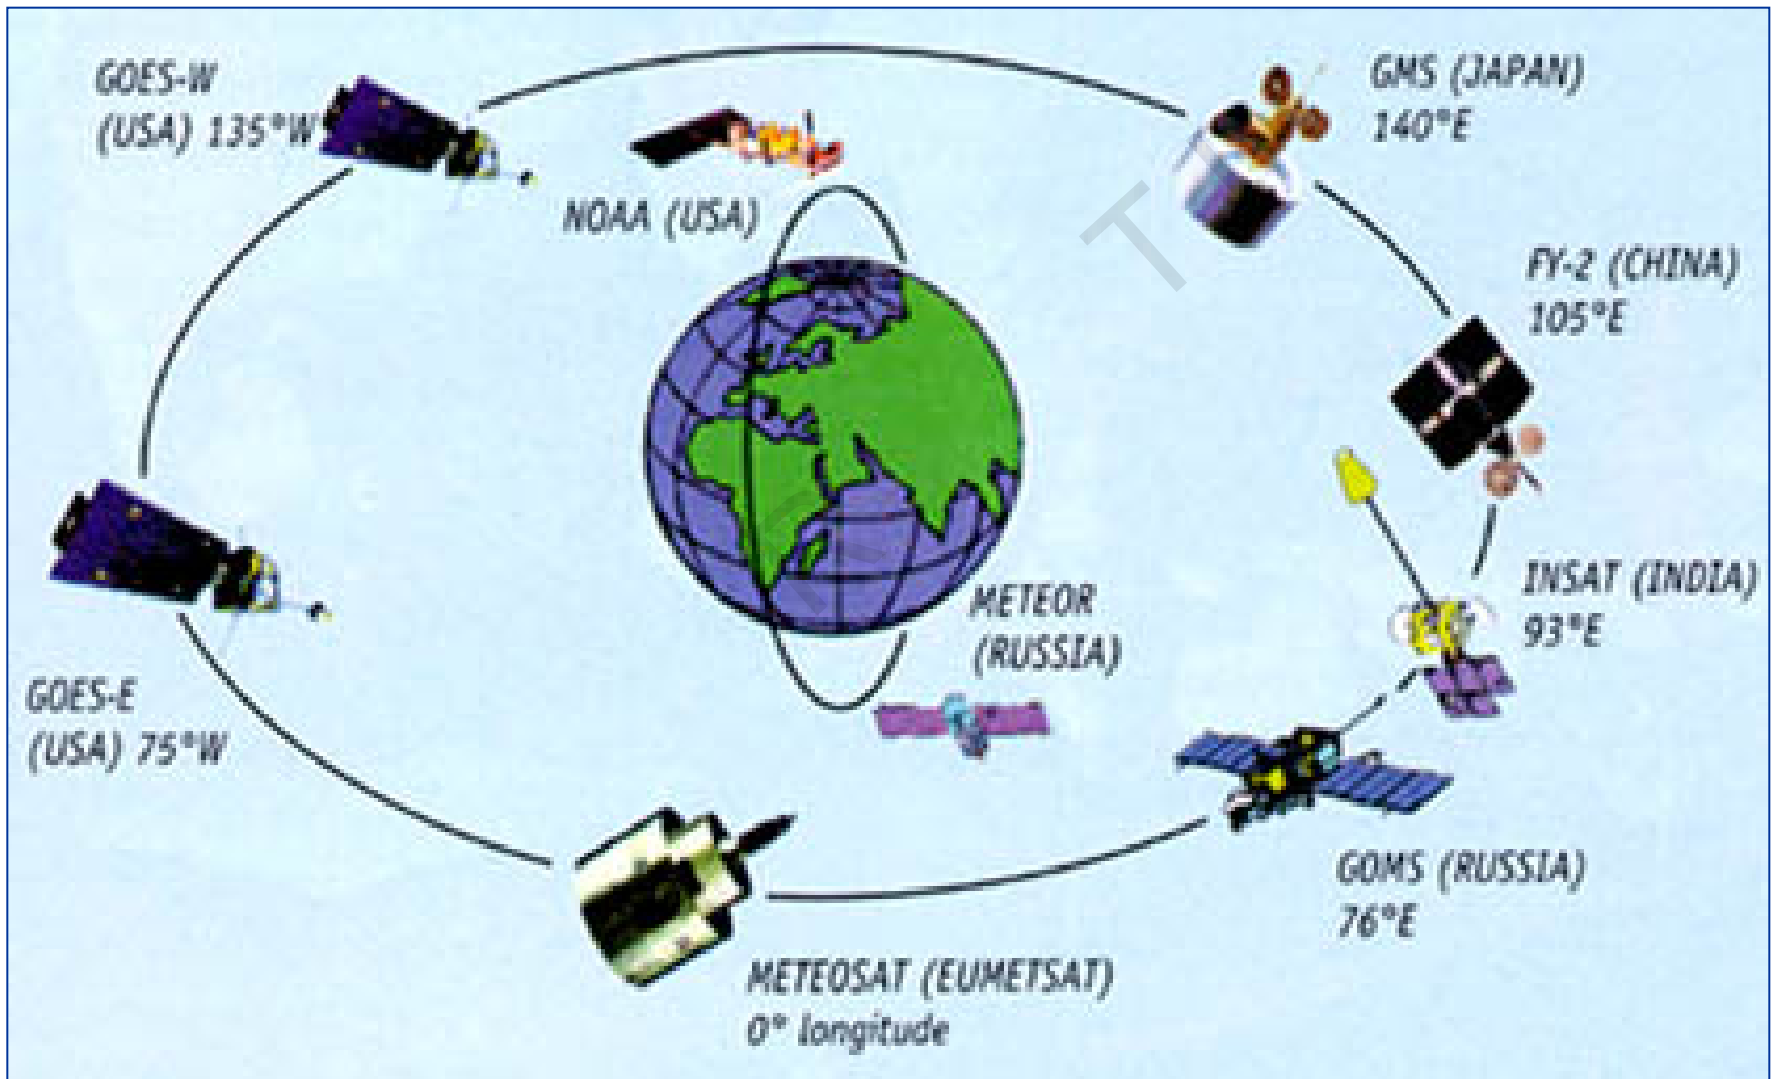 GOES-W
(USA) 135°W
NOAA (USA)
GMS (JAPAN)
140°E
FY-2 (CHINA)
105°E
INSAT (INDIA)
93°E
METEOR
(RUSSIA)
GOES-E
(USA) 75°W
GOMS (RUSSIA)
76°E
METEOSAT (EUMETSAT)
0° longitude